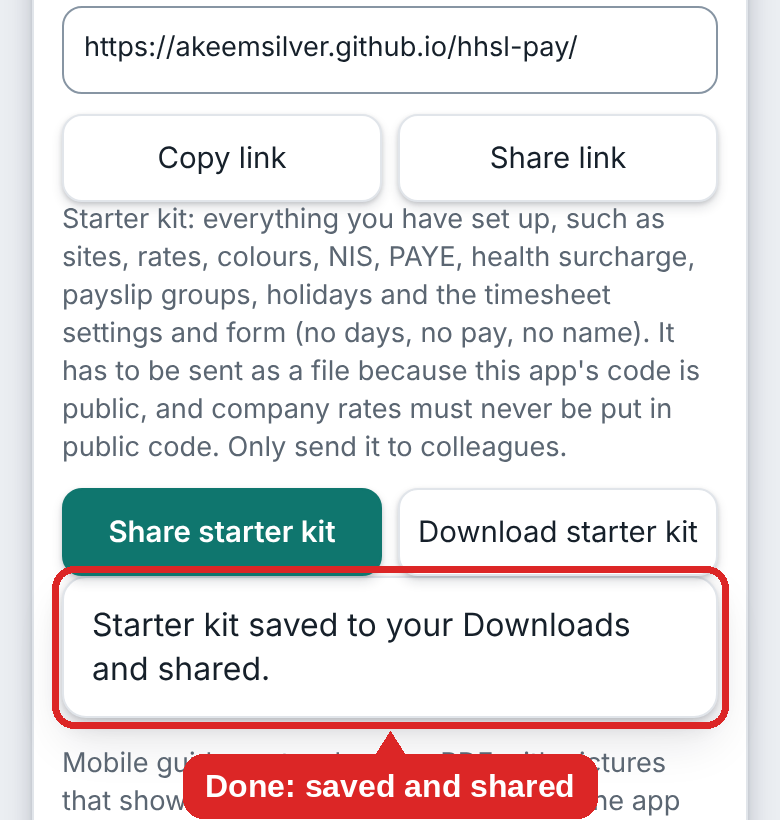 https://akeemsilver.github.io/hhsl-pay/
Copy link
Share link
Starter kit: everything you have set up, such as
sites, rates, colours, NIS, PAYE, health surcharge,
payslip groups, holidays and the timesheet
settings and form (no days, no pay, no name). It
has to be sent as a file because this app's code is
public, and company rates must never be put in
public code. Only send it to colleagues.
Share starter kit
Download starter kit
Starter kit saved to your Downloads
and shared.
Mobile
that show
app
Done: saved and shared